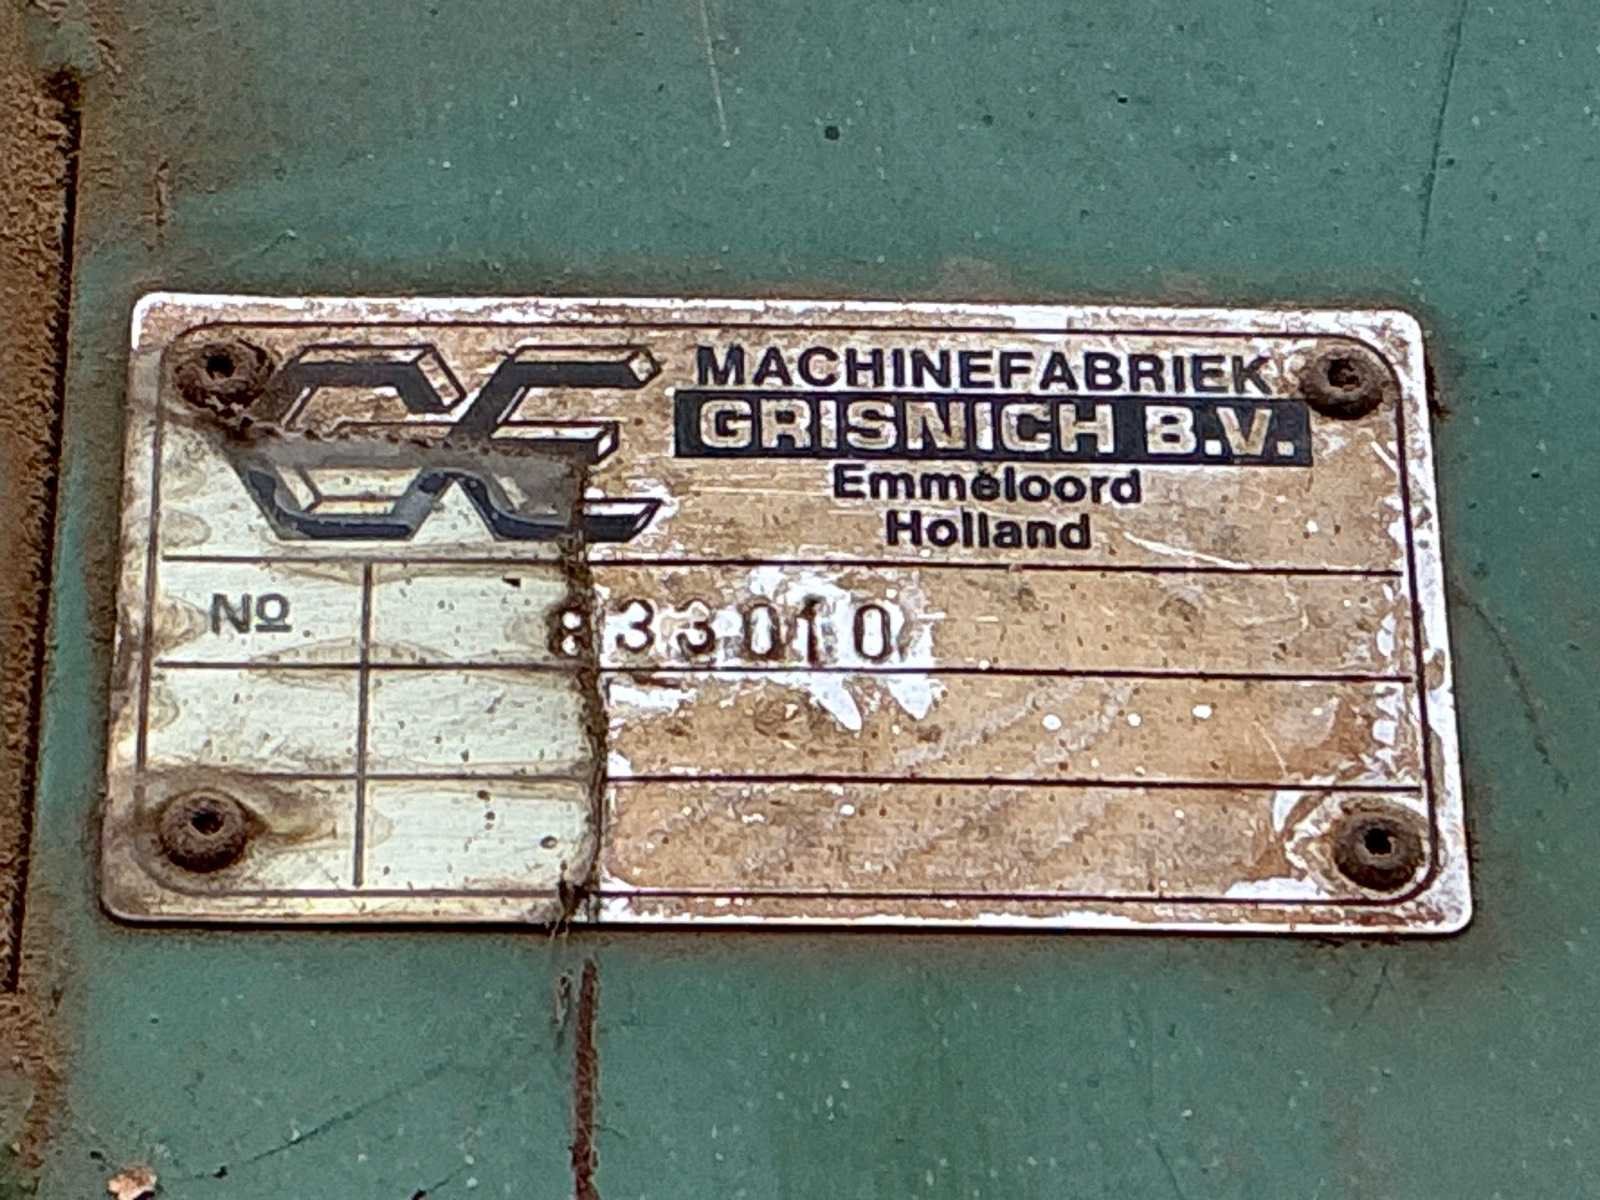 MACHINEFABRIEK
GRISNICH B.V.
Emmeloord
Holland
Nº 833010